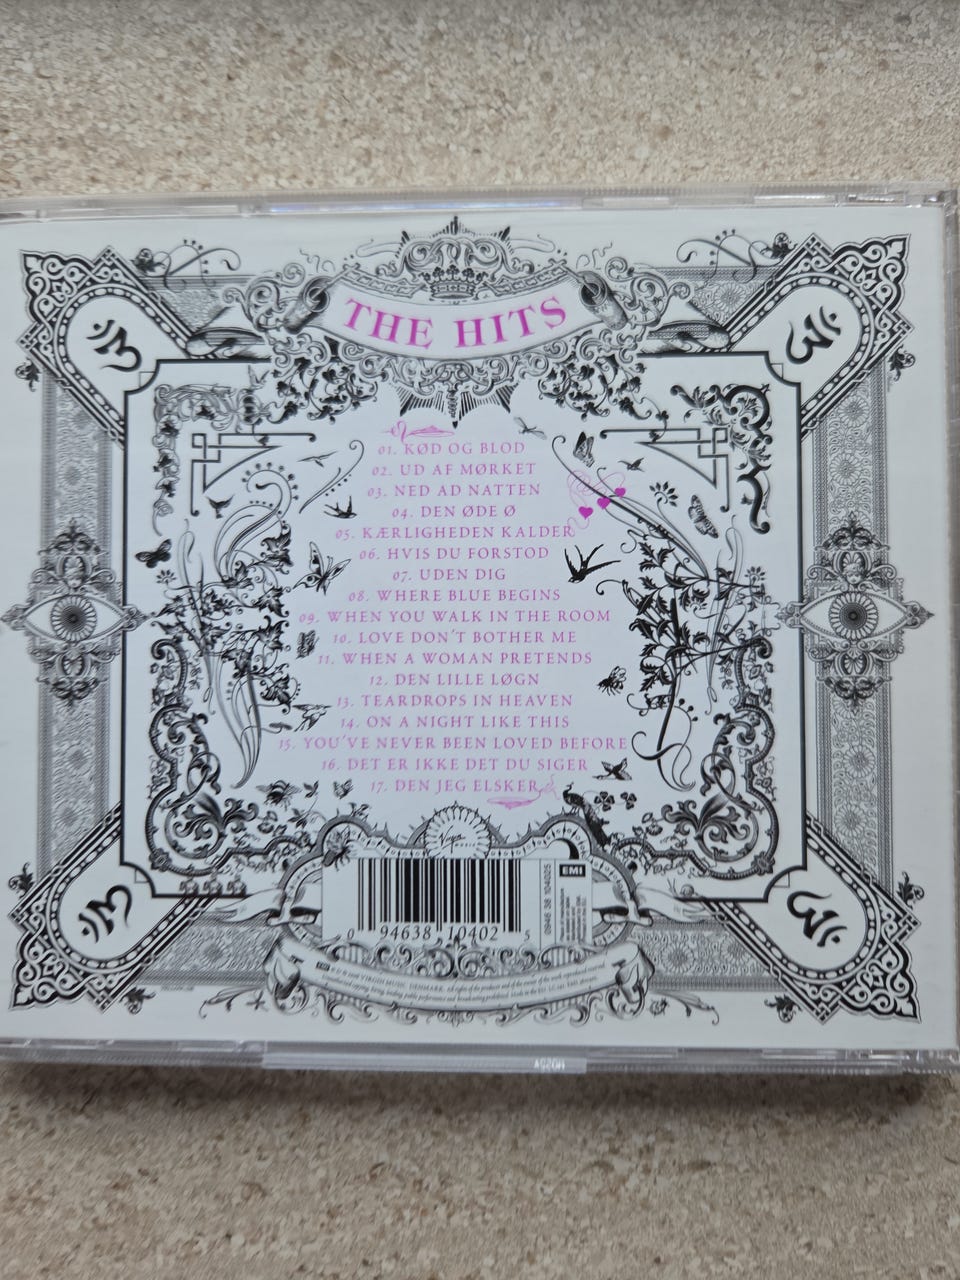 THE HITS
01. KØD OG BLOD
02. UD AF MØRKET
03. NED AD NATTEN
04. DEN ØDE Ø
05. KÆRLIGHEDEN KALDER
06. HVIS DU FORSTOD
07. UDEN DIG
08. WHERE BLUE BEGINS
09. WHEN YOU WALK IN THE ROOM
10. LOVE DON'T BOTHER ME
11. WHEN A WOMAN PRETENDS
12. DEN LILLE LØGN
13. TEARDROPS IN HEAVEN
14. ON A NIGHT LIKE THIS
15. YOU'VE NEVER BEEN LOVED BEFORE
16. DET ER IKKE DET DU SIGER
17. DEN JEG ELSKER
Virgin
EMI
0946 38 104025
0 94638 10402 5